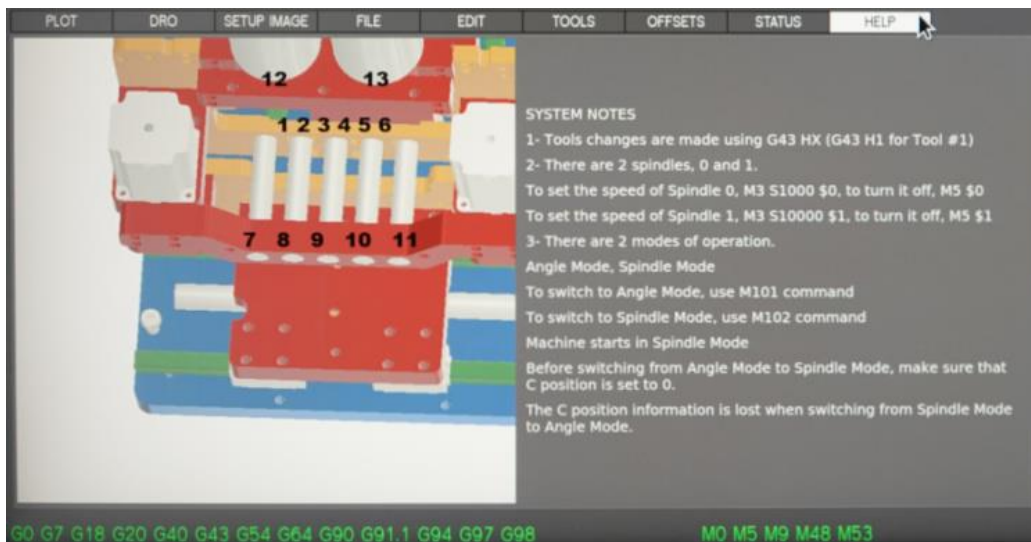 PLOT DRO SETUP IMAGE FILE EDIT TOOLS OFFSETS STATUS HELP
12 13
1 2 3 4 5 6
7 8 9 10 11
SYSTEM NOTES
1- Tools changes are made using G43 HX (G43 H1 for Tool #1)
2- There are 2 spindles, 0 and 1.
To set the speed of Spindle 0, M3 S1000 $0, to turn it off, M5 $0
To set the speed of Spindle 1, M3 S10000 $1, to turn it off, M5 $1
3- There are 2 modes of operation.
Angle Mode, Spindle Mode
To switch to Angle Mode, use M101 command
To switch to Spindle Mode, use M102 command
Machine starts in Spindle Mode
Before switching from Angle Mode to Spindle Mode, make sure that
C position is set to 0.
The C position information is lost when switching from Spindle Mode
to Angle Mode.
G0 G7 G18 G20 G40 G43 G54 G64 G90 G91.1 G94 G97 G98 M0 M5 M9 M48 M53